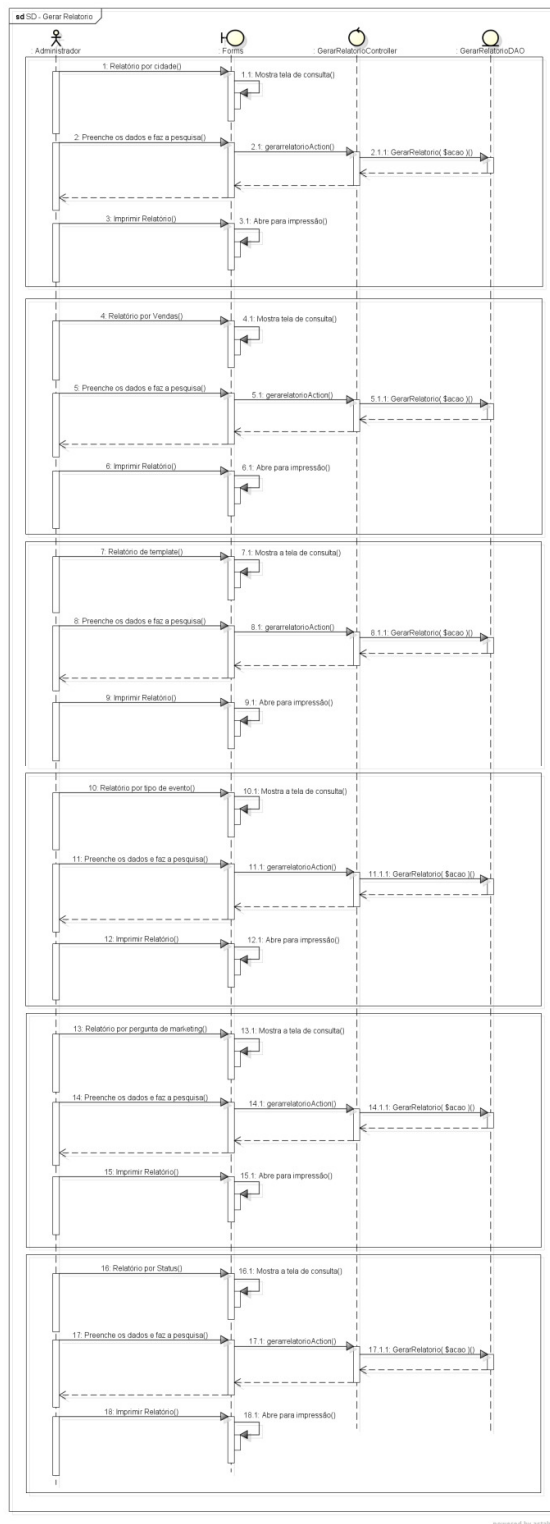 sd SD - Gerar Relatorio
: Administrador
: Forms
GerarRelatorioController
: GerarRelatorioDAO
1: Relatório por cidade()
1.1: Mostra tela de consulta()
2: Preenche os dados e faz a pesquisa()
2.1: gerarrelatorioAction()
2.1.1: GerarRelatorio( $acao )()
3: Imprimir Relatório()
3.1: Abre para impressão()
4: Relatório por Vendas()
4.1: Mostra tela de consulta()
5: Preenche os dados e faz a pesquisa()
5.1: gerarelatorioAction()
5.1.1: GerarRelatorio( $acao )()
6: Imprimir Relatório()
6.1: Abre para impressão()
7: Relatório de template()
7.1: Mostra a tela de consulta()
8: Preenche os dados e faz a pesquisa()
8.1: gerarrelatorioAction()
8.1.1: GerarRelatorio( $acao )()
9: Imprimir Relatório()
9.1: Abre para impressão()
10: Relatório por tipo de evento()
10.1: Mostra a tela de consulta()
11: Preenche os dados e faz a pesquisa()
11.1: gerarrelatorioAction()
11.1.1: GerarRelatorio( $acao )()
12: Imprimir Relatório()
12.1: Abre para impressão()
13: Relatório por pergunta de marketing()
13.1: Mostra a tela de consulta()
14: Preenche os dados e faz a pesquisa()
14.1: gerarrelatorioAction()
14.1.1: GerarRelatorio( $acao )()
15: Imprimir Relatório()
15.1: Abre para impressão()
16: Relatório por Status()
16.1: Mostra a tela de consulta()
17: Preenche os dados e faz a pesquisa()
17.1: gerarrelatorioAction()
17.1.1: GerarRelatorio( $acao )()
18: Imprimir Relatório()
18.1: Abre para impressão()
powered by